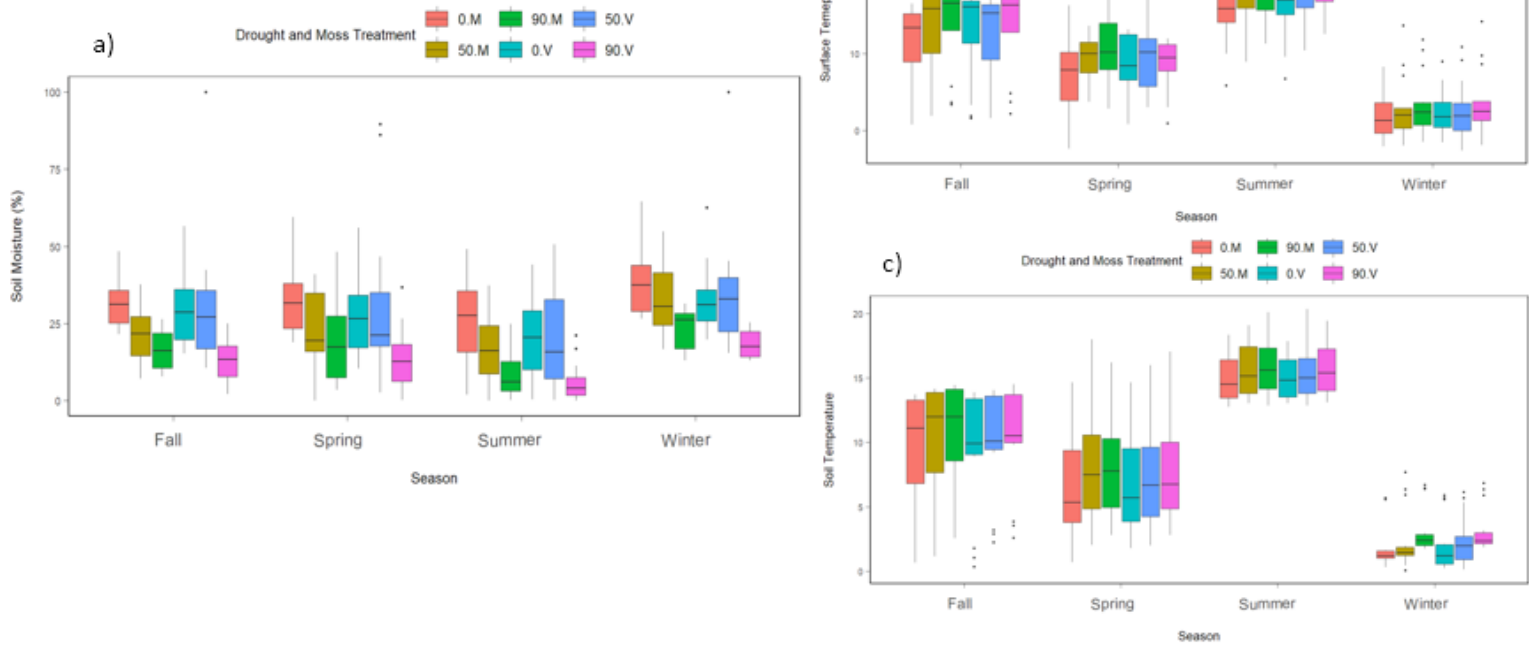 a)
Drought and Moss Treatment
0.M 90.M 50.V
50.M 0.V 90.V
Soil Moisture (%)
100
75
50
25
0
Fall Spring Summer Winter
Season
Surface
10
0
Fall Spring Summer Winter
Season
c)
Drought and Moss Treatment
0.M 90.M 50.V
50.M 0.V 90.V
Soil Temperature
20
15
10
5
0
Fall Spring Summer Winter
Season